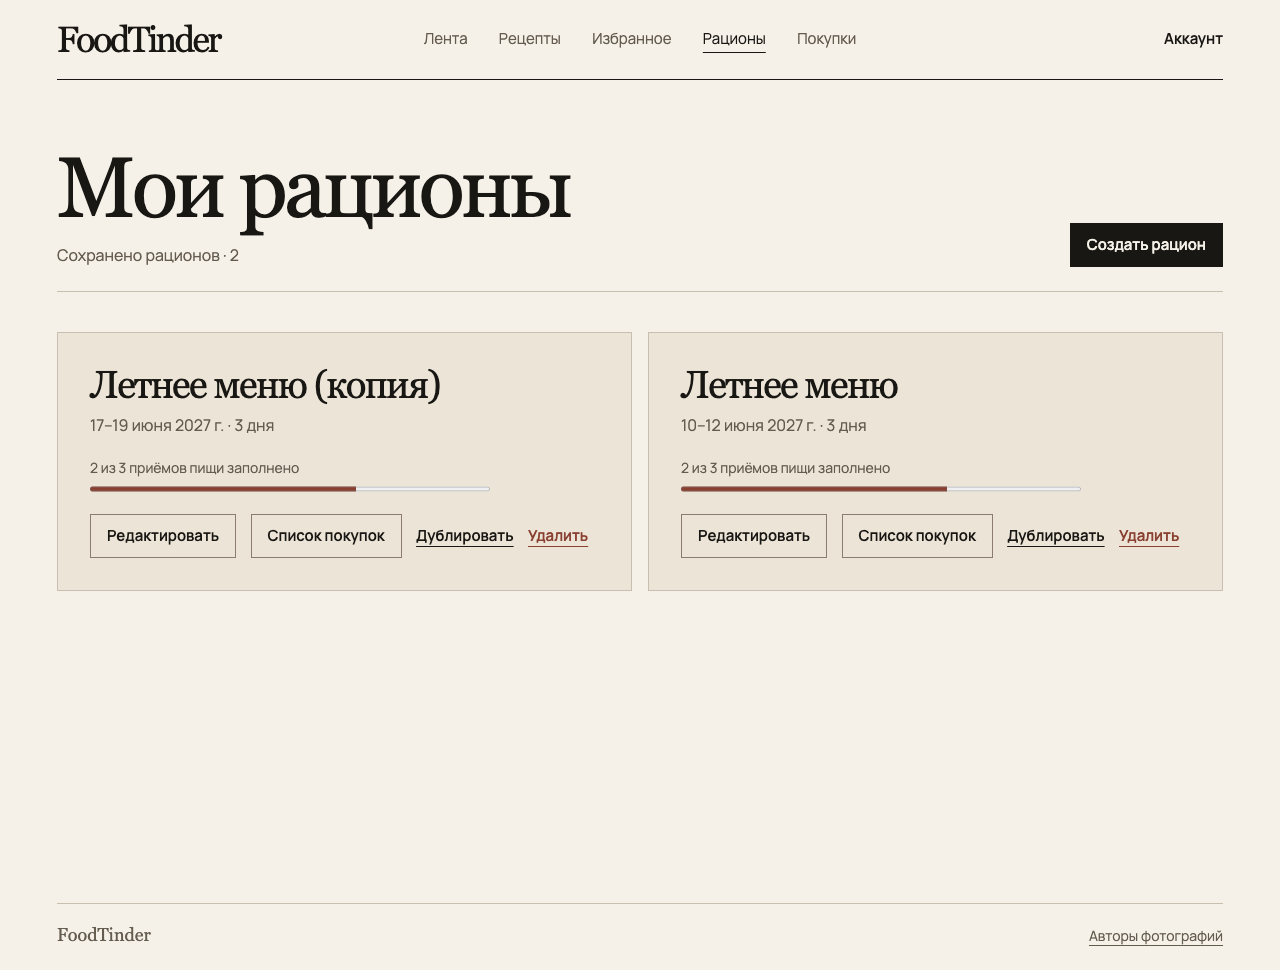 FoodTinder
Лента
Рецепты
Избранное
Рационы
Покупки
Аккаунт
Мои рационы
Сохранено рационов · 2
Создать рацион
Летнее меню (копия)
17–19 июня 2027 г. · 3 дня
2 из 3 приёмов пищи заполнено
Редактировать
Список покупок
Дублировать
Удалить
Летнее меню
10–12 июня 2027 г. · 3 дня
2 из 3 приёмов пищи заполнено
Редактировать
Список покупок
Дублировать
Удалить
FoodTinder
Авторы фотографий